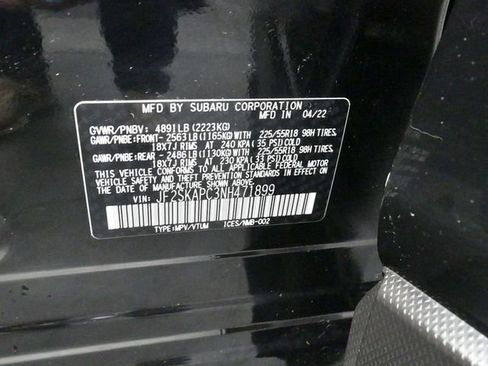 MFD BY SUBARU CORPORATION
MFD IN 04/22
GVWR/PNBV: 4891LB(2223KG)
GAWR/PNBE:FRONT- 2563LB(1165KG)WITH 225/55R18 98H TIRES.
18X7J RIMS AT 240 KPA(35 PSI)COLD
GAWR/PNBE:REAR - 2486LB(1130KG)WITH 225/55R18 98H TIRES.
18X7J RIMS AT 230 KPA(33 PSI)COLD
THIS VEHICLE CONFORMS TO ALL APPLICABLE FEDERAL MOTOR
VEHICLE SAFETY STANDARDS IN EFFECT ON
THE DATE OF MANUFACTURE SHOWN ABOVE.
VIN: JF2SKAPC3NH471899
TYPE:MPV/VTUM ICES/NMB-002